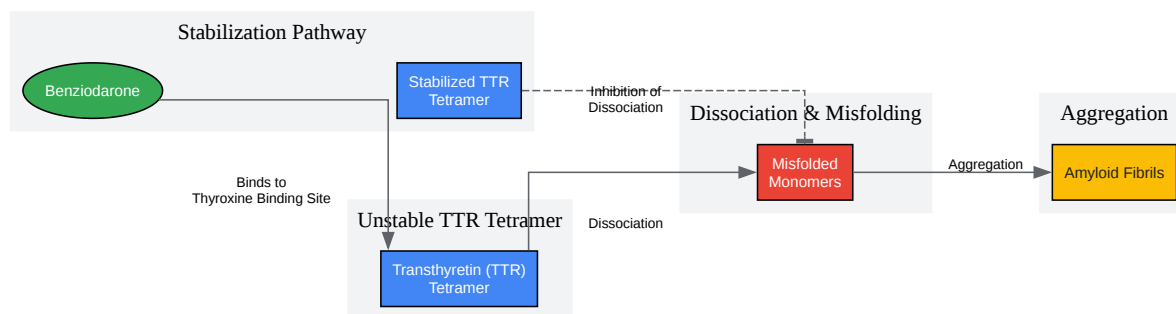 Stabilization Pathway
Benziodarone
Stabilized TTR
Tetramer
Inhibition of
Dissociation
Dissociation & Misfolding
Aggregation
Misfolded
Monomers
Aggregation
Amyloid Fibrils
Binds to
Thyroxine Binding Site
Unstable TTR Tetramer
Dissociation
Transthyretin (TTR)
Tetramer